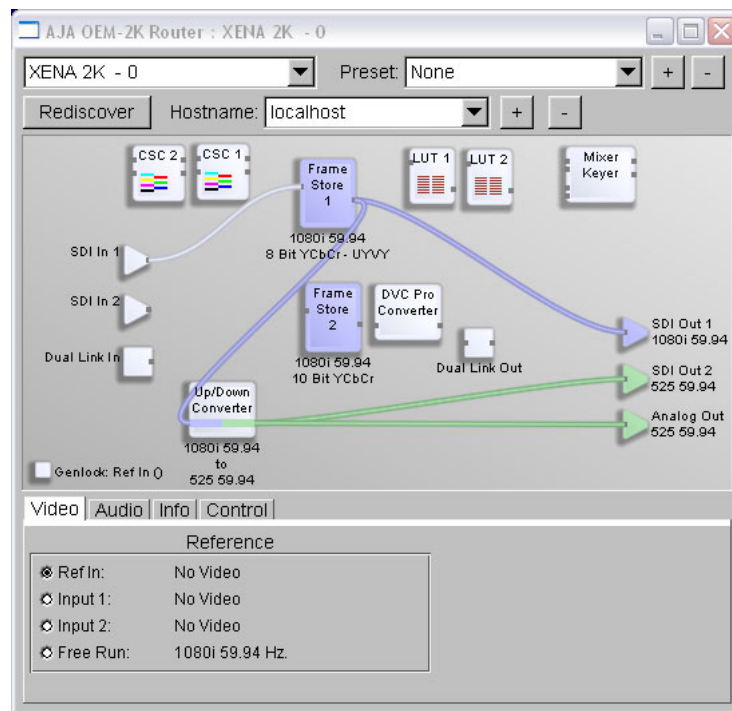 AJA OEM-2K Router : XENA 2K - 0
XENA 2K - 0
Preset: None
+
-
Rediscover
Hostname: localhost
+
-
CSC 2
CSC 1
Frame
Store
1
1080i 59.94
8 Bit YCbCr - UYVY
LUT 1
LUT 2
Mixer
Keyer
SDI In 1
SDI In 2
Dual Link In
Frame
Store
2
1080i 59.94
10 Bit YCbCr
DVC Pro
Converter
Dual Link Out
SDI Out 1
1080i 59.94
SDI Out 2
525 59.94
Analog Out
525 59.94
Up/Down
Converter
1080i 59.94
to
525 59.94
Genlock: Ref In ()
Video
Audio
Info
Control
Reference
Ref In: No Video
Input 1: No Video
Input 2: No Video
Free Run: 1080i 59.94 Hz.